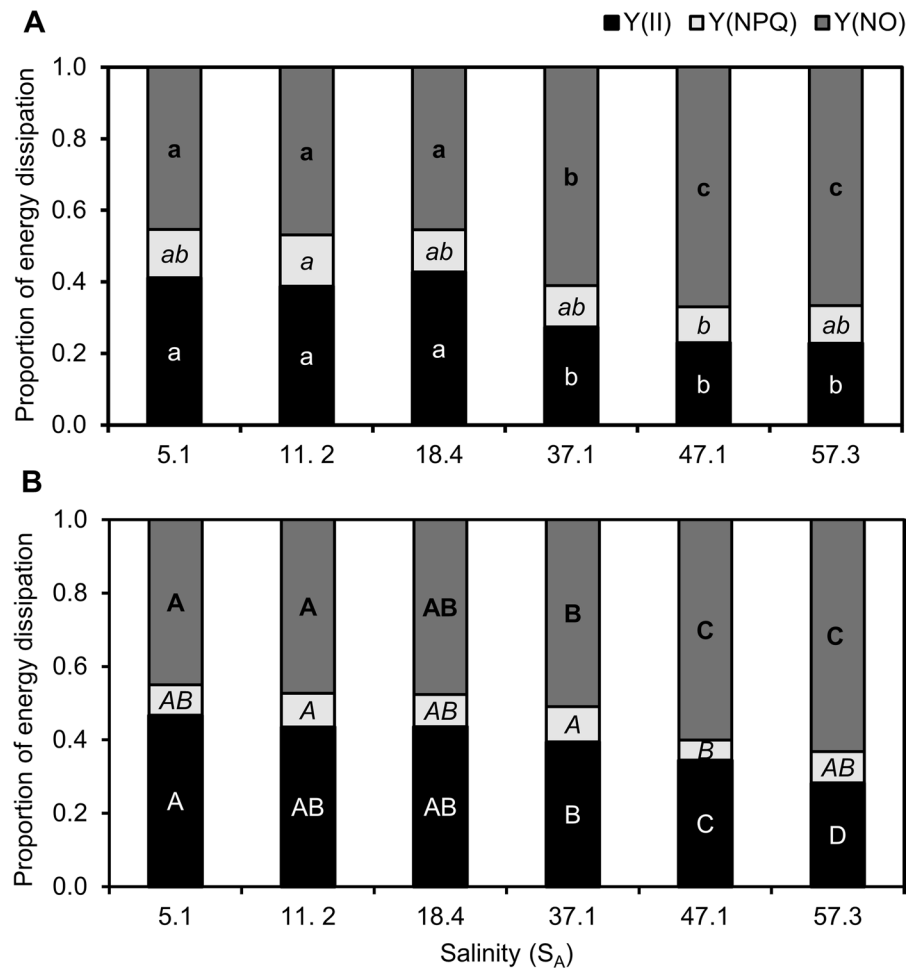 A
Y(II) Y(NPQ) Y(NO)
Proportion of energy dissipation
1.0
0.8
0.6
0.4
0.2
0.0
a a a b c c
ab a ab ab b ab
a a a b b b
5.1 11. 2 18.4 37.1 47.1 57.3
B
Proportion of energy dissipation
1.0
0.8
0.6
0.4
0.2
0.0
A A AB B C C
AB A AB A B AB
A AB AB B C D
5.1 11. 2 18.4 37.1 47.1 57.3
Salinity (SA)